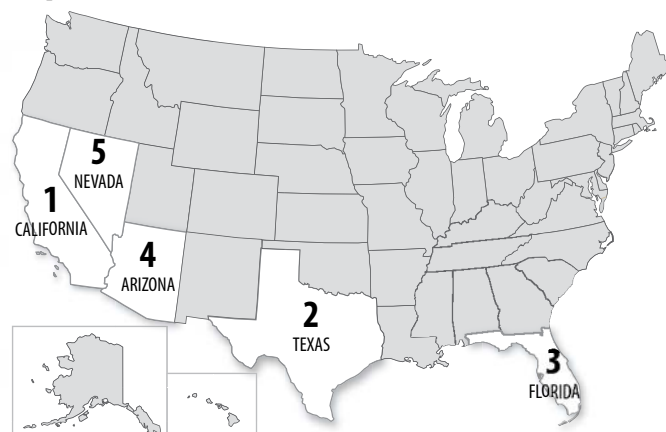 5
NEVADA
1
CALIFORNIA
4
ARIZONA
2
TEXAS
3
FLORIDA